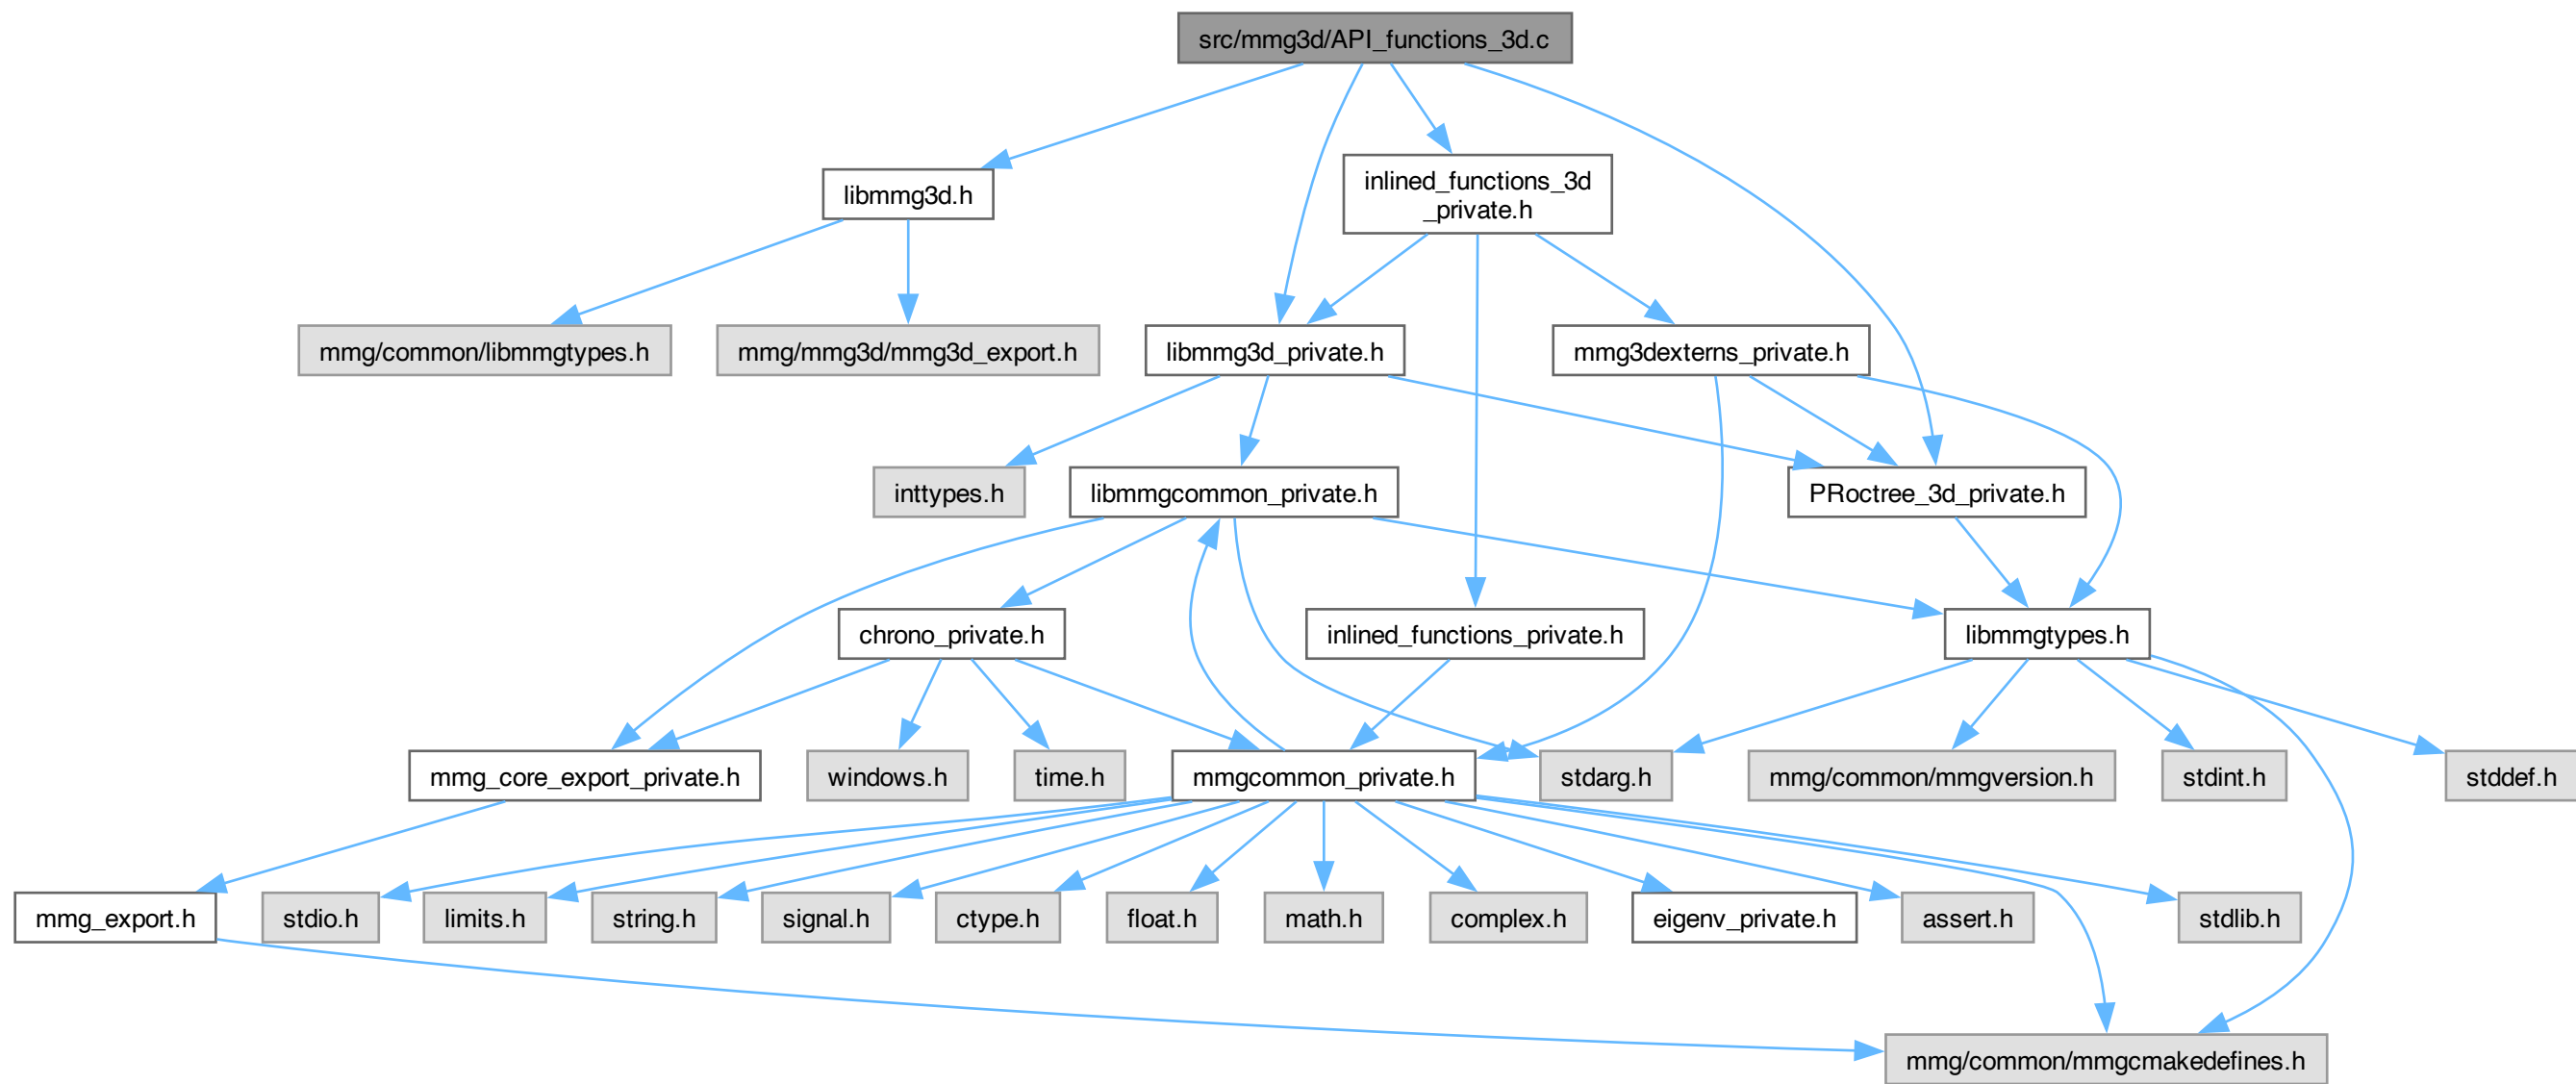 src/mmg3d/API_functions_3d.c
libmmg3d.h
inlined_functions_3d
_private.h
mmg/common/libmmgtypes.h
mmg/mmg3d/mmg3d_export.h
libmmg3d_private.h
mmg3dexterns_private.h
inttypes.h
libmmgcommon_private.h
PRoctree_3d_private.h
chrono_private.h
inlined_functions_private.h
libmmgtypes.h
mmg_core_export_private.h
windows.h
time.h
mmgcommon_private.h
stdarg.h
mmg/common/mmgversion.h
stdint.h
stddef.h
mmg_export.h
stdio.h
limits.h
string.h
signal.h
ctype.h
float.h
math.h
complex.h
eigenv_private.h
assert.h
stdlib.h
mmg/common/mmgcmakedefines.h